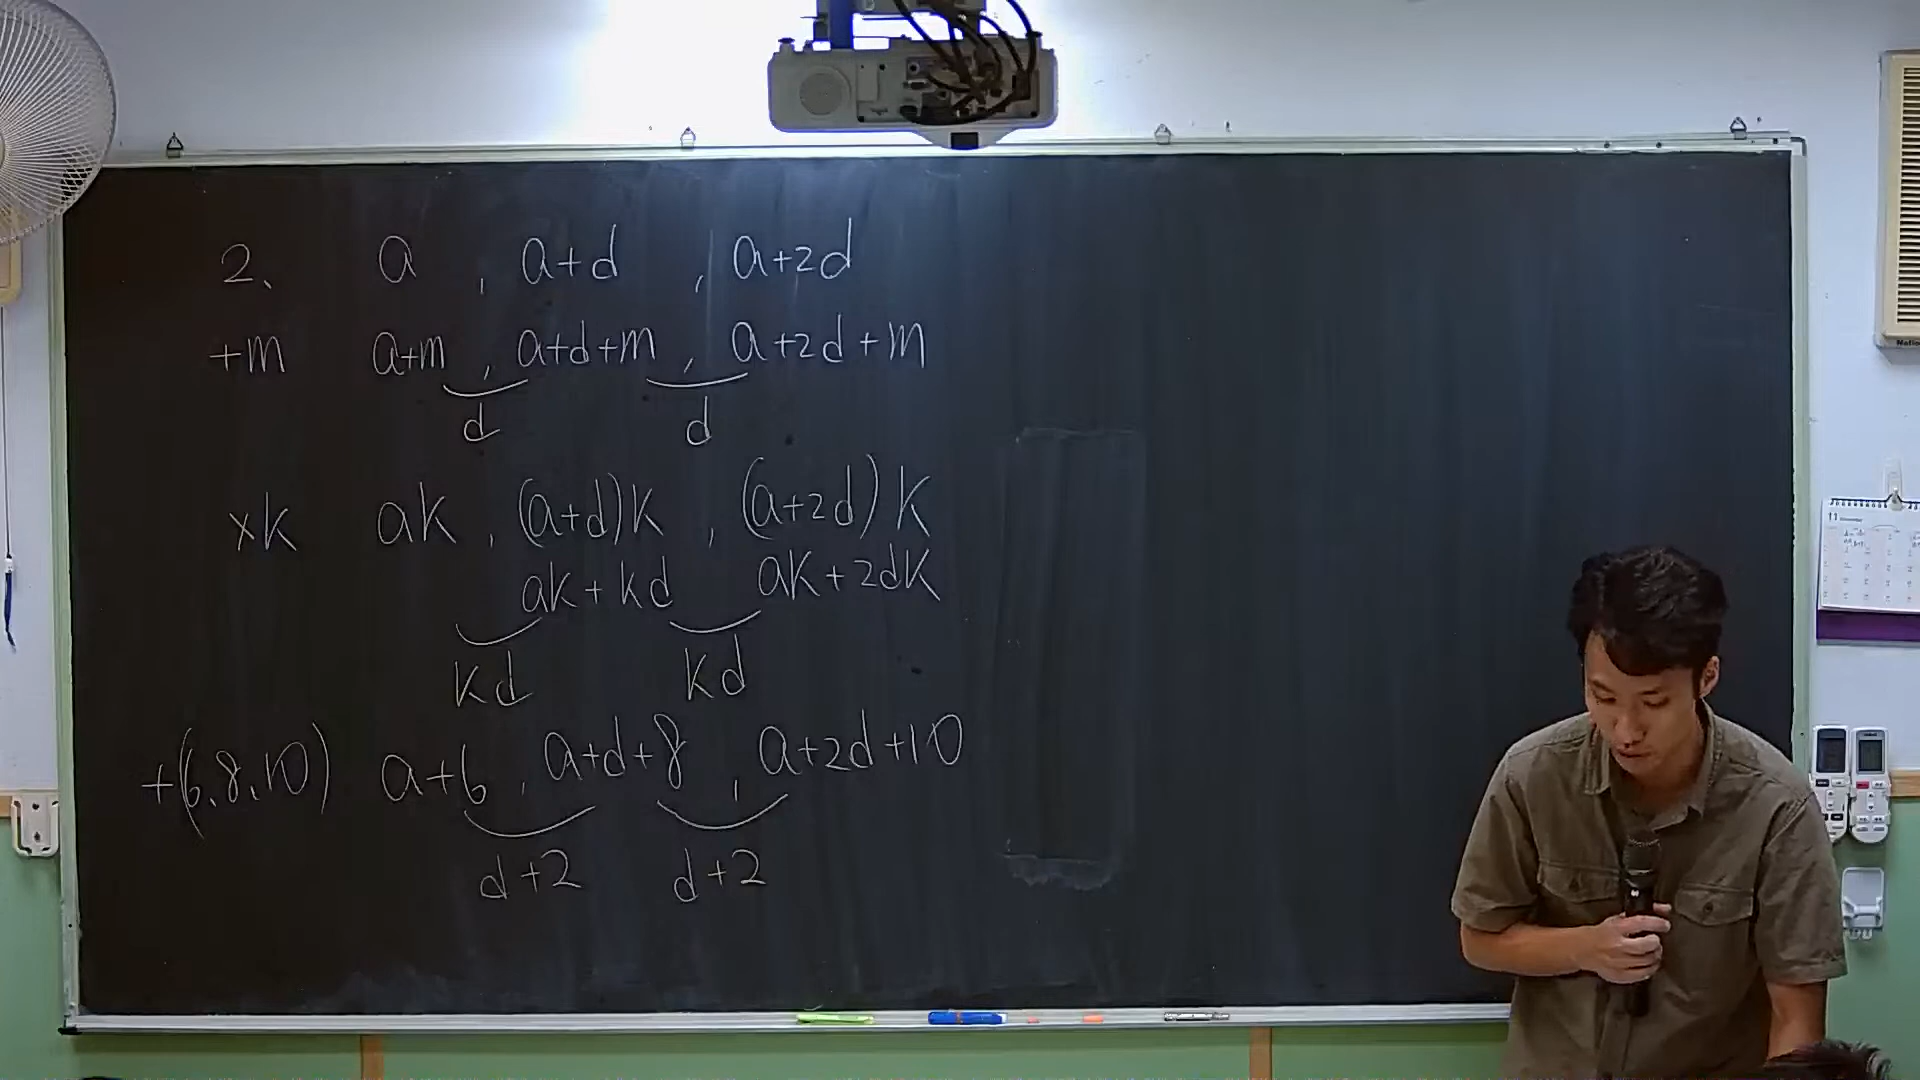 2、 a , a+d , a+2d
+m a+m , a+d+m , a+2d+m
d d
×k ak , (a+d)k , (a+2d)k
ak+kd ak+2dk
kd kd
+(6,8,10) a+6 , a+d+8 , a+2d+10
d+2 d+2
11